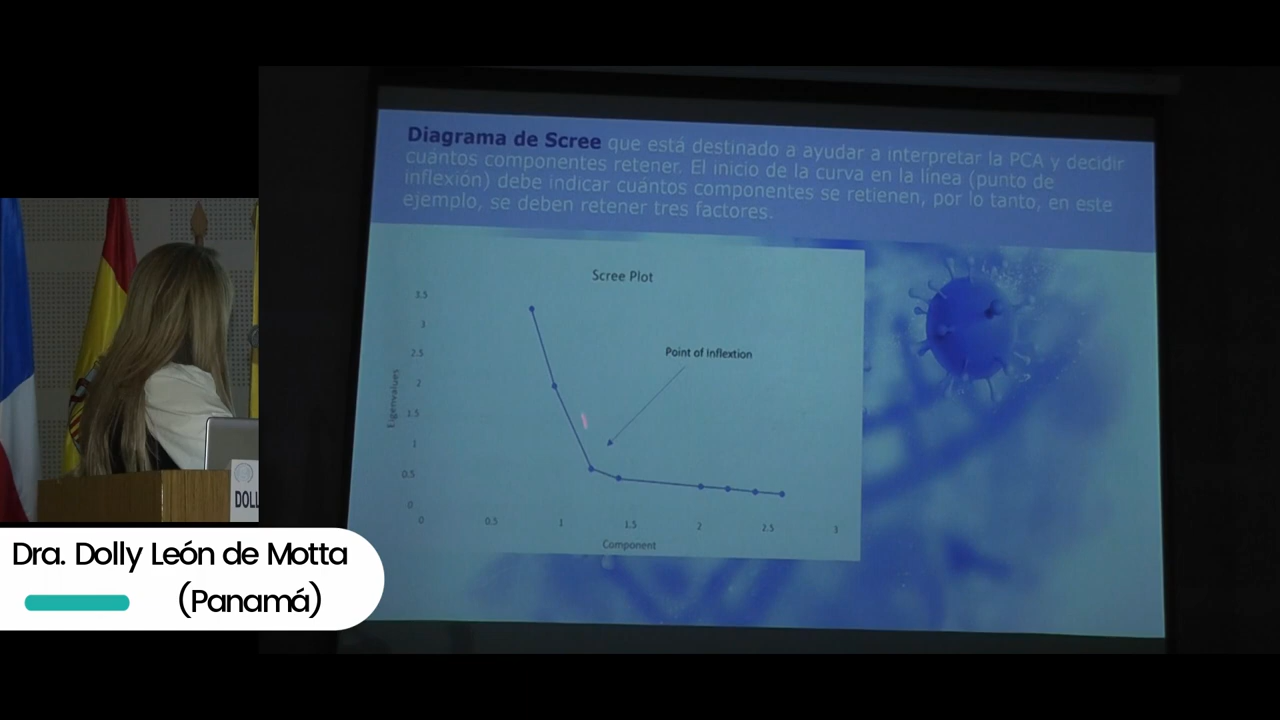 Diagrama de Scree que está destinado a ayudar a interpretar la PCA y decidir
cuántos componentes retener. El inicio de la curva en la línea (punto de
inflexión) debe indicar cuántos componentes se retienen, por lo tanto, en este
ejemplo, se deben retener tres factores.
Scree Plot
3.5
3
2.5
2
1.5
1
0.5
0
Eigenvalues
Point of Inflextion
0 0.5 1 1.5 2 2.5 3
Component
DOLL
Dra. Dolly León de Motta
(Panamá)